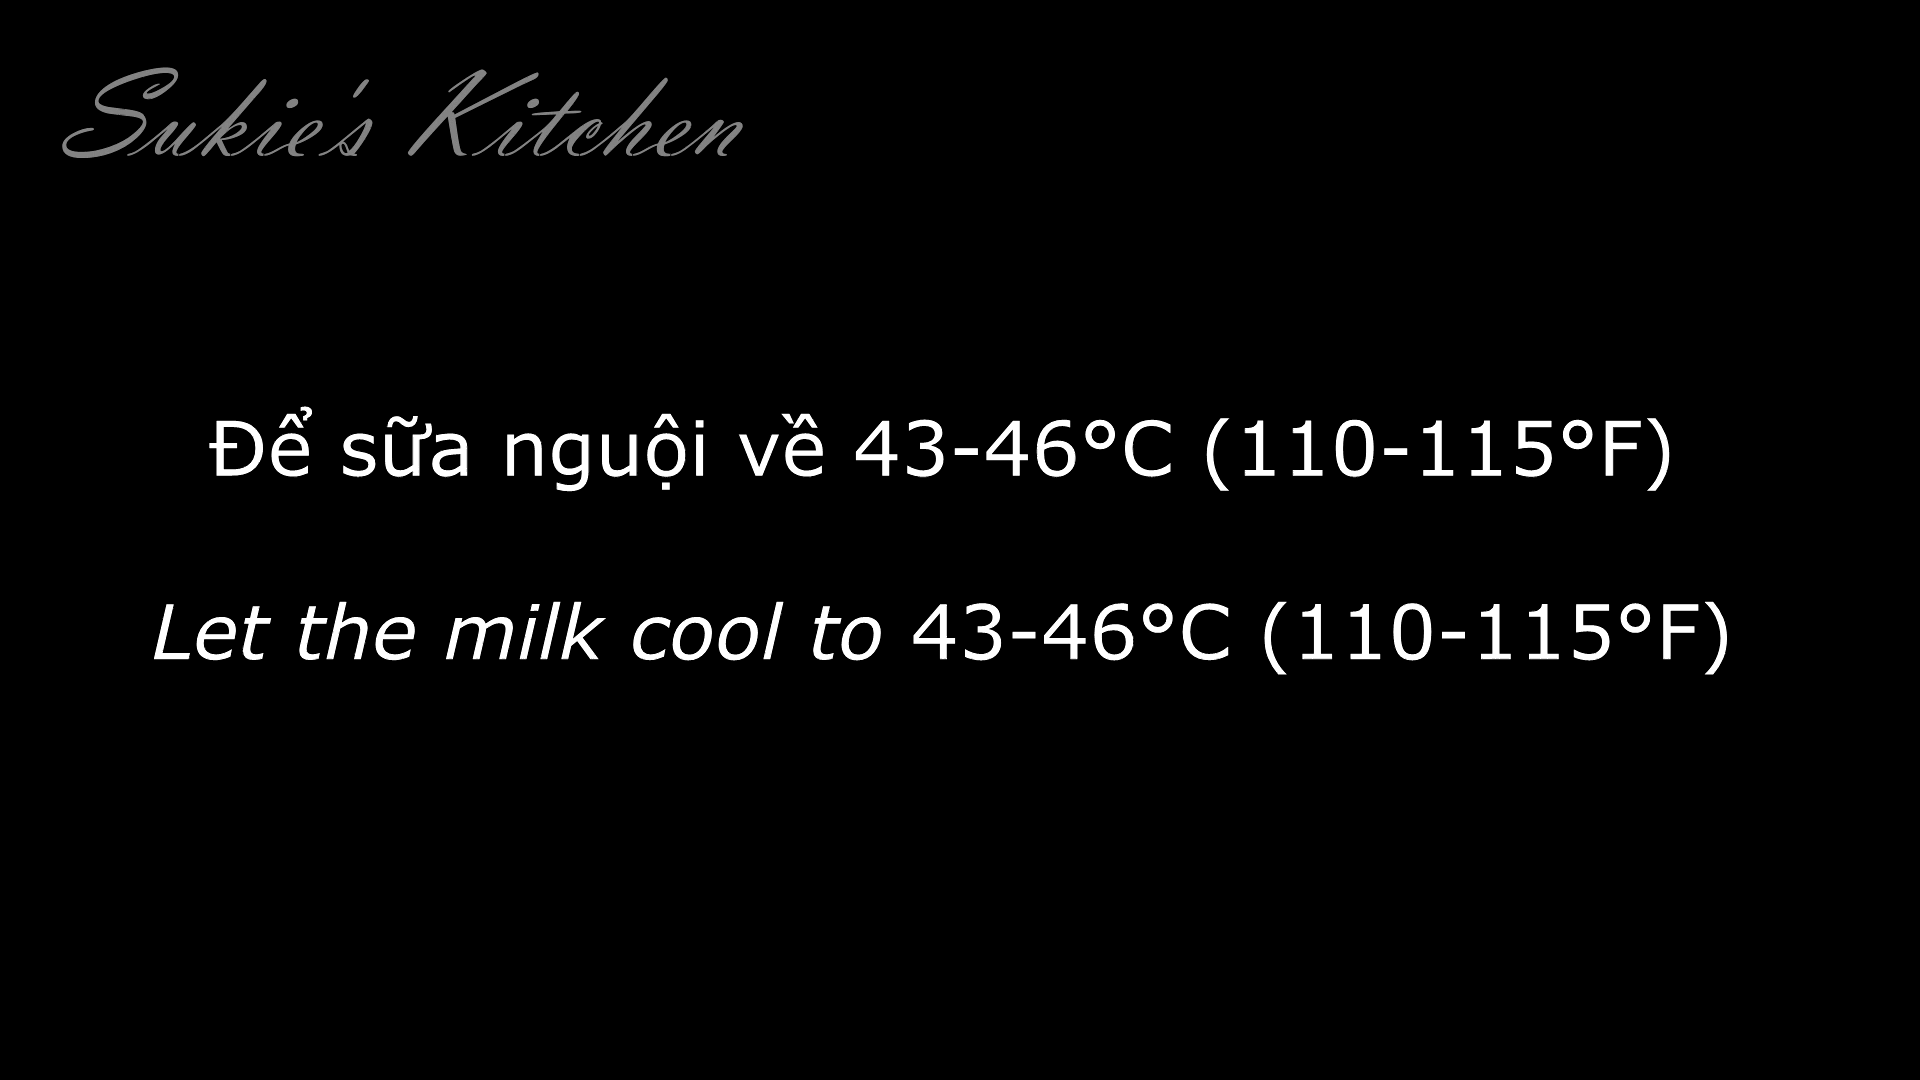 Sukie's Kitchen
Để sữa nguội về 43-46°C (110-115°F)
Let the milk cool to 43-46°C (110-115°F)